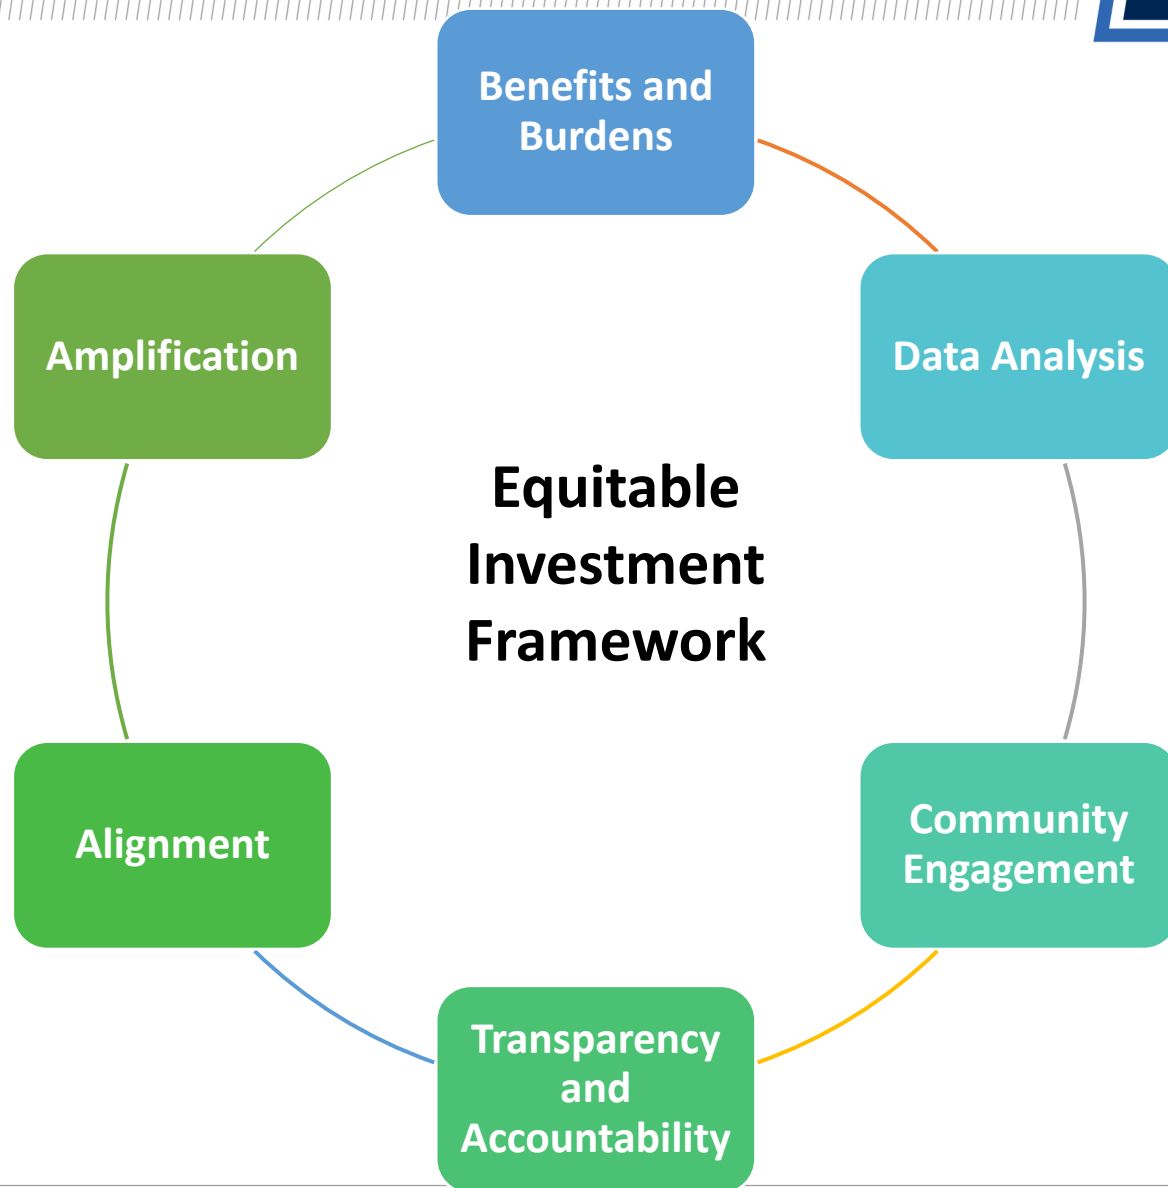 Benefits and
Burdens
Amplification
Data Analysis
Equitable
Investment
Framework
Alignment
Community
Engagement
Transparency
and
Accountability